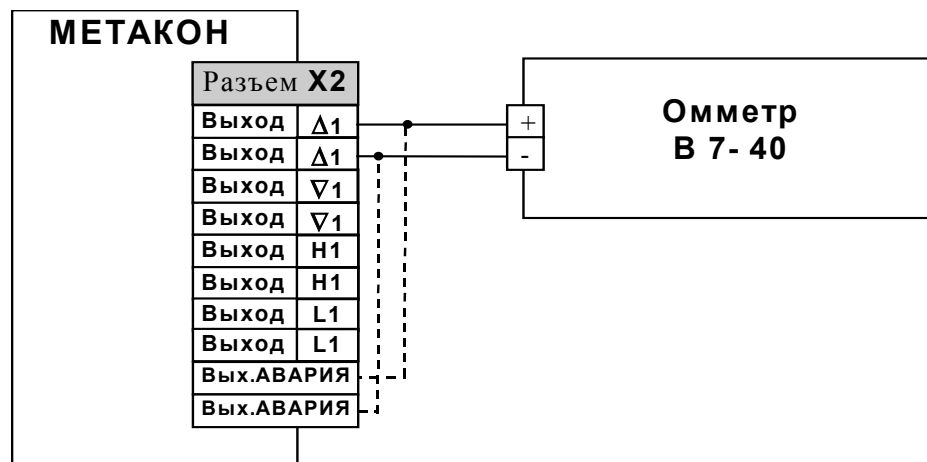 МЕТАКОН
Разъем X2
Выход Δ1
Выход Δ1
Выход ∇1
Выход ∇1
Выход H1
Выход H1
Выход L1
Выход L1
Вых.АВАРИЯ
Вых.АВАРИЯ
+
-
Омметр
В 7- 40